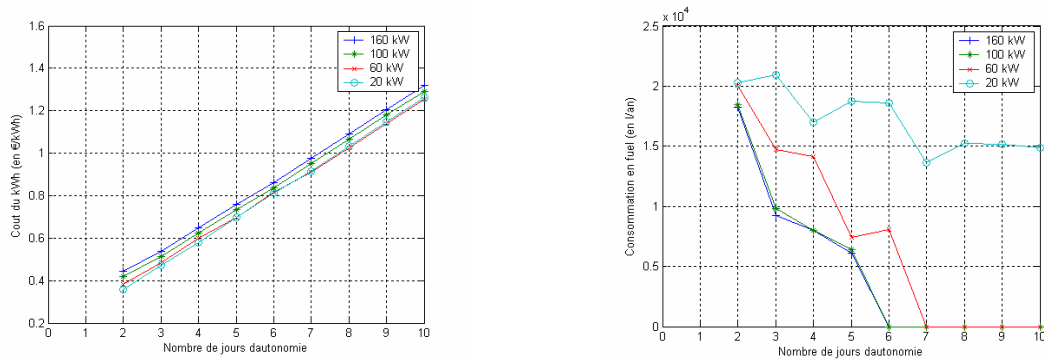 1.6
1.4
1.2
1
0.8
0.6
0.4
0.2
Cout du kWh (en €/kWh)
160 kW
100 kW
60 kW
20 kW
0 1 2 3 4 5 6 7 8 9 10
Nombre de jours dautonomie
x 10⁴
2.5
2
1.5
1
0.5
0
Consommation en fuel (en l/an)
160 kW
100 kW
60 kW
20 kW
0 1 2 3 4 5 6 7 8 9 10
Nombre de jours dautonomie